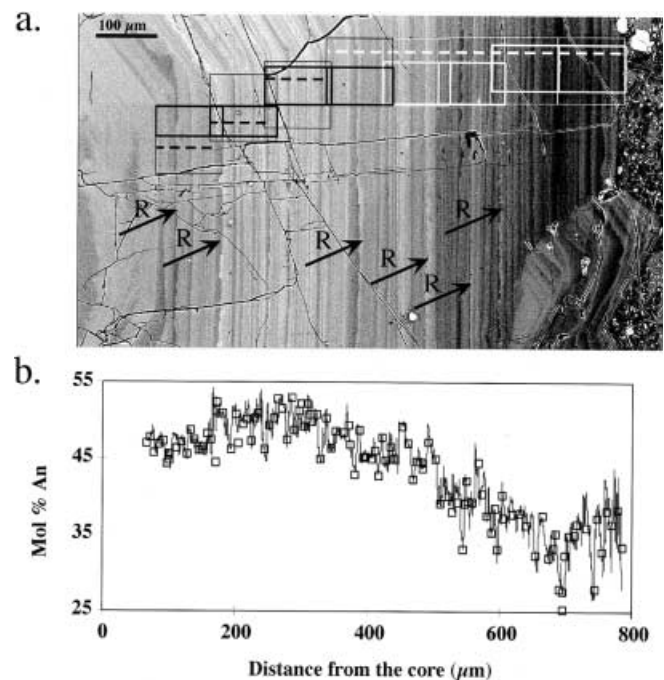 a.
100 µm
R
R
R
R
R
R
b.
55
45
35
25
Mol % An
0 200 400 600 800
Distance from the core (µm)